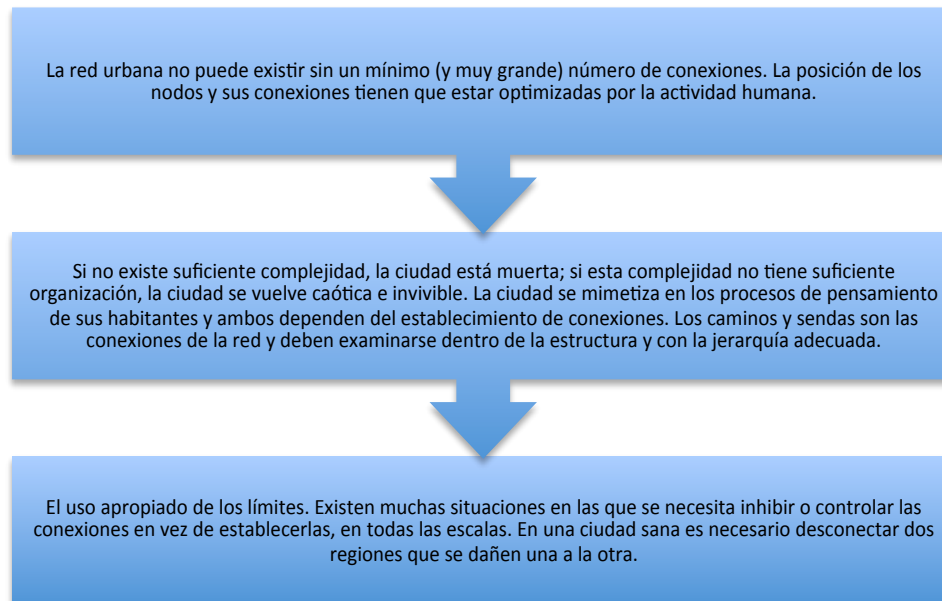 La red urbana no puede existir sin un mínimo (y muy grande) número de conexiones. La posición de los
nodos y sus conexiones tienen que estar optimizadas por la actividad humana.
Si no existe suficiente complejidad, la ciudad está muerta; si esta complejidad no tiene suficiente
organización, la ciudad se vuelve caótica e invivible. La ciudad se mimetiza en los procesos de pensamiento
de sus habitantes y ambos dependen del establecimiento de conexiones. Los caminos y sendas son las
conexiones de la red y deben examinarse dentro de la estructura y con la jerarquía adecuada.
El uso apropiado de los límites. Existen muchas situaciones en las que se necesita inhibir o controlar las
conexiones en vez de establecerlas, en todas las escalas. En una ciudad sana es necesario desconectar dos
regiones que se dañen una a la otra.